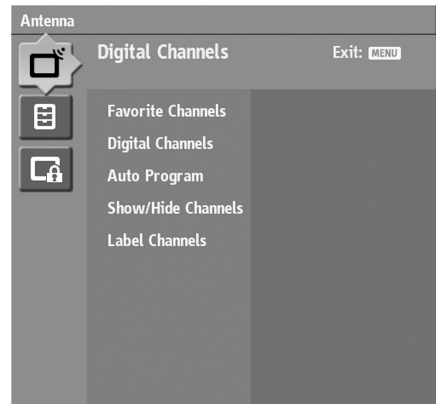 Antenna
Digital Channels Exit: MENU
Favorite Channels
Digital Channels
Auto Program
Show/Hide Channels
Label Channels